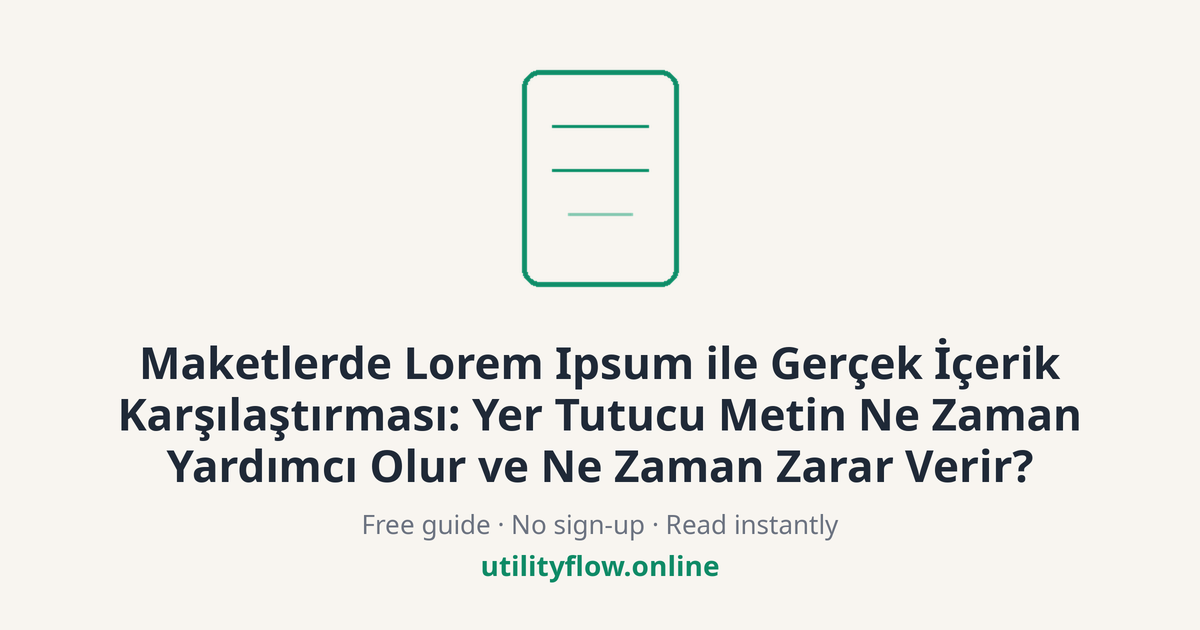 Maketlerde Lorem Ipsum ile Gerçek İçerik
Karşılaştırması: Yer Tutucu Metin Ne Zaman
Yardımcı Olur ve Ne Zaman Zarar Verir?
Free guide · No sign-up · Read instantly
utilityflow.online